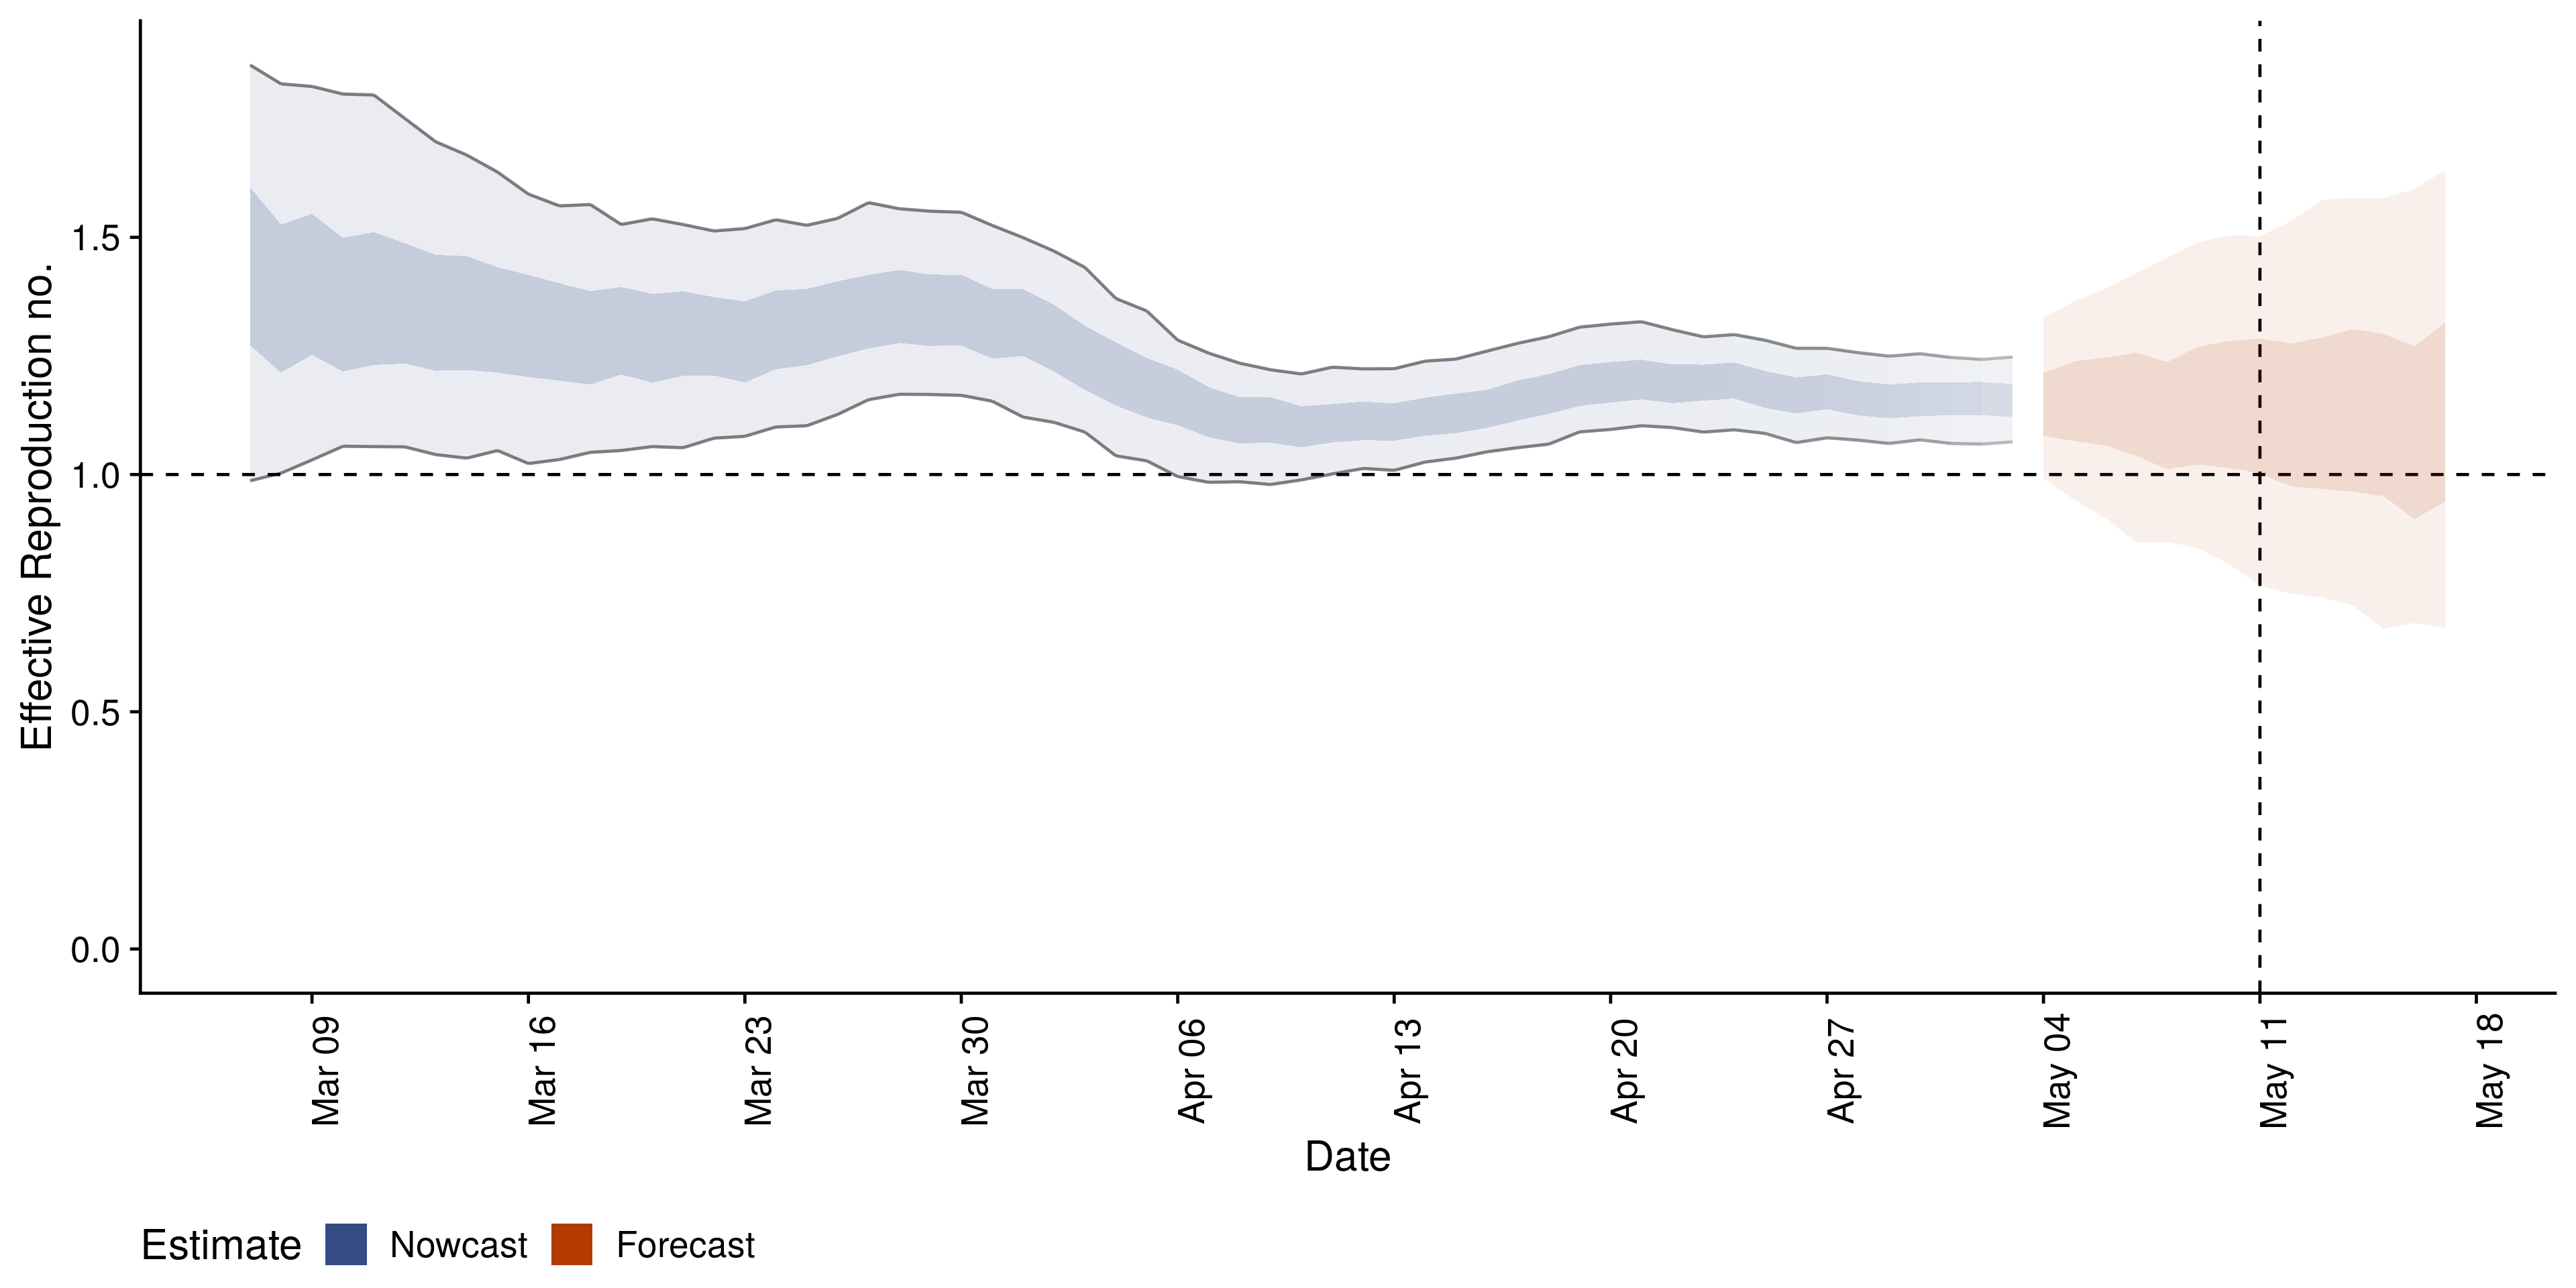 Effective Reproduction no.
1.5
1.0
0.5
0.0
Mar 09
Mar 16
Mar 23
Mar 30
Apr 06
Apr 13
Apr 20
Apr 27
May 04
May 11
May 18
Date
Estimate Nowcast Forecast